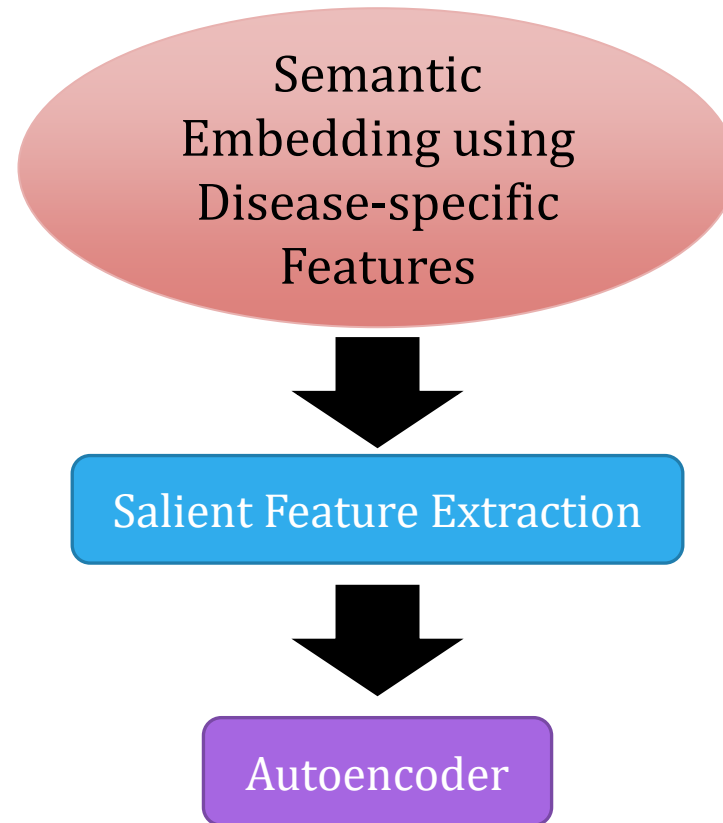 Semantic
Embedding using
Disease-specific
Features
Salient Feature Extraction
Autoencoder